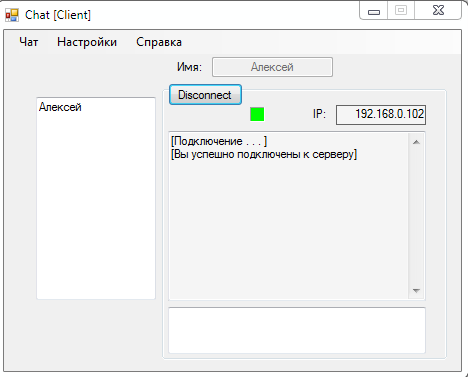 Chat [Client]
Чат Настройки Справка
Имя: Алексей
Disconnect
Алексей
IP: 192.168.0.102
[Подключение . . . ]
[Вы успешно подключены к серверу]